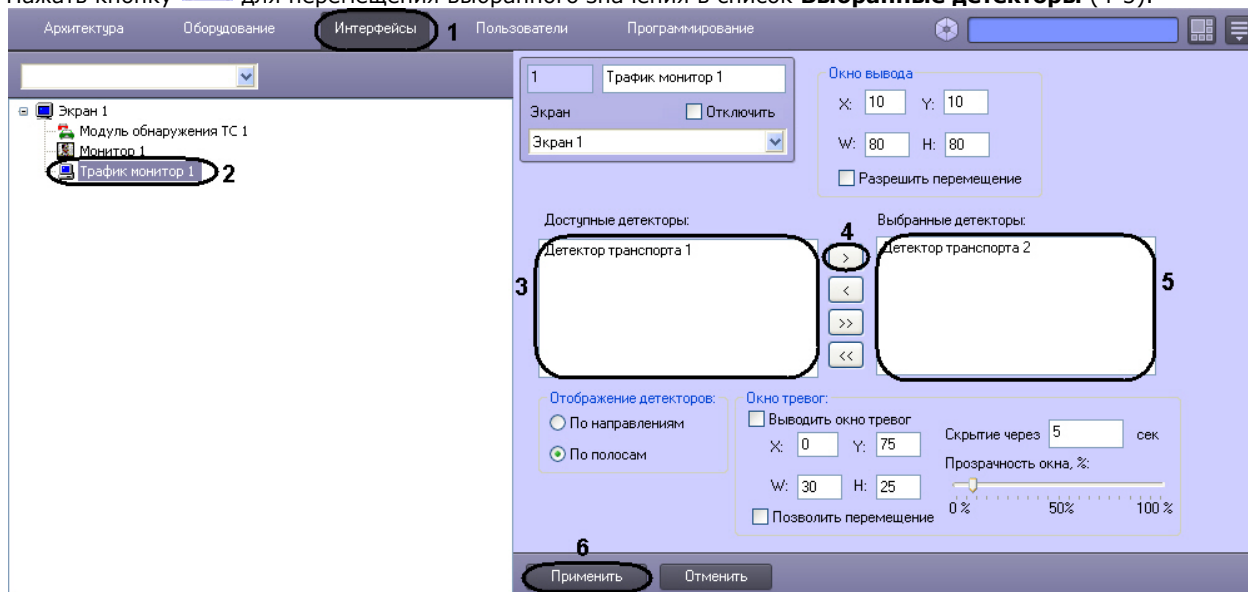 Нажать кнопку для перемещения выбранного значения в список Выбранные детекторы (4-5).
Архитектура Оборудование Интерфейсы 1 Пользователи Программирование
1 Трафик монитор 1
Экран Отключить
Экран 1
Окно вывода
X: 10 Y: 10
W: 80 H: 80
Разрешить перемещение
Экран 1
Модуль обнаружения ТС 1
Монитор 1
Трафик монитор 1 2
Доступные детекторы: 4 Выбранные детекторы:
Детектор транспорта 1 > Детектор транспорта 2
3 < 5
>>
<<
Отображение детекторов:
По направлениям
По полосам
Окно тревог:
Выводить окно тревог
X: 0 Y: 75
W: 30 H: 25
Позволить перемещение
Скрытие через 5 сек
Прозрачность окна, %:
0 % 50% 100 %
6
Применить Отменить